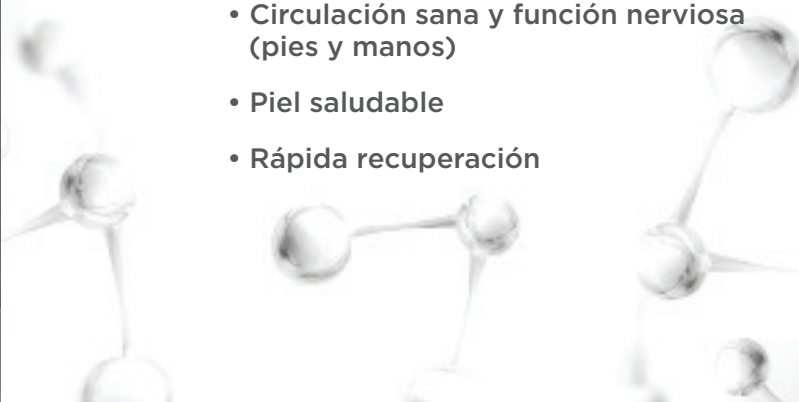 • Circulación sana y función nerviosa
(pies y manos)
• Piel saludable
• Rápida recuperación